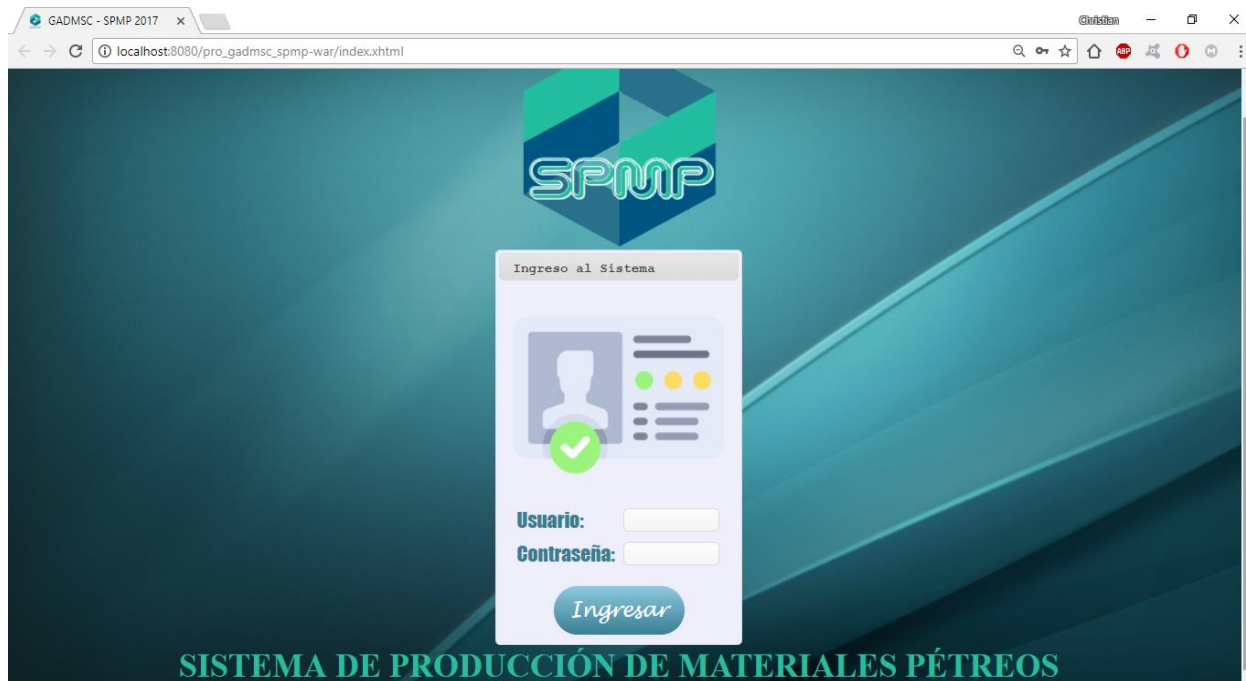 GADMSC - SPMP 2017
Christian
localhost:8080/pro_gadmsc_spmp-war/index.xhtml
ABP
SPMP
Ingreso al Sistema
Usuario:
Contraseña:
Ingresar
SISTEMA DE PRODUCCIÓN DE MATERIALES PÉTREOS